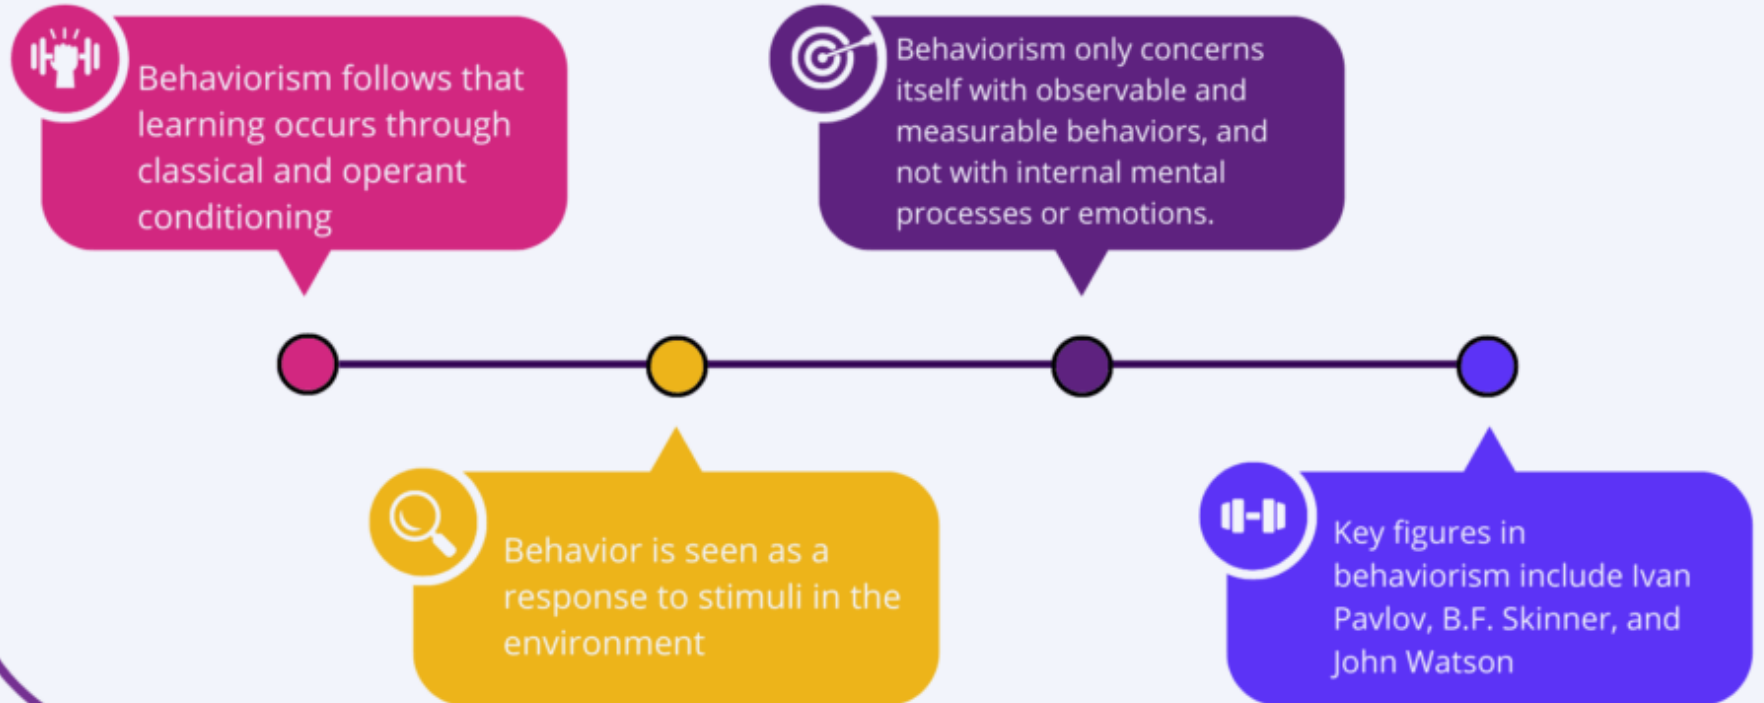 Behaviorism follows that
learning occurs through
classical and operant
conditioning
Behavior is seen as a
response to stimuli in the
environment
Behaviorism only concerns
itself with observable and
measurable behaviors, and
not with internal mental
processes or emotions.
Key figures in
behaviorism include Ivan
Pavlov, B.F. Skinner, and
John Watson